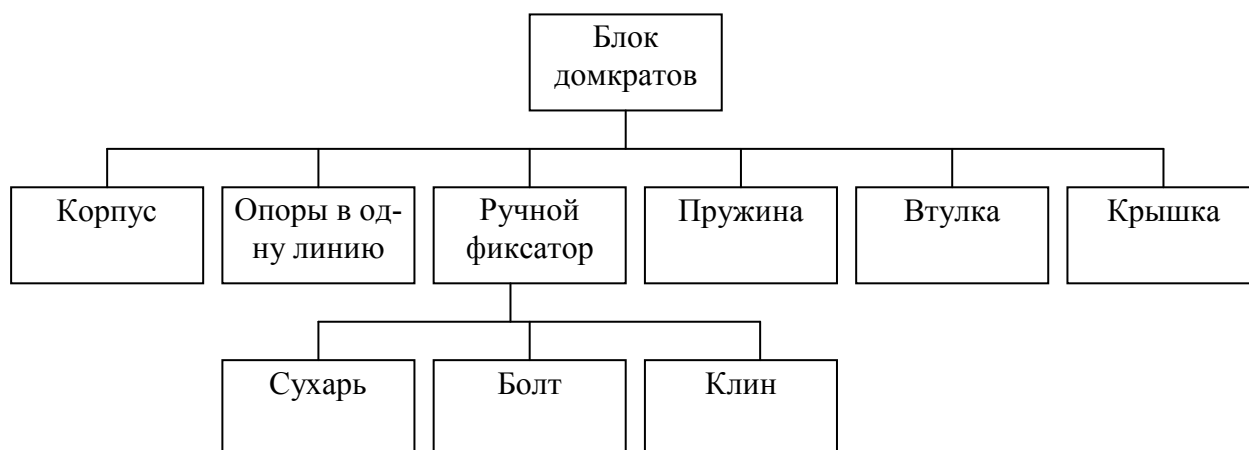 Блок
домкратов
Корпус
Опоры в од-
ну линию
Ручной
фиксатор
Пружина
Втулка
Крышка
Сухарь
Болт
Клин